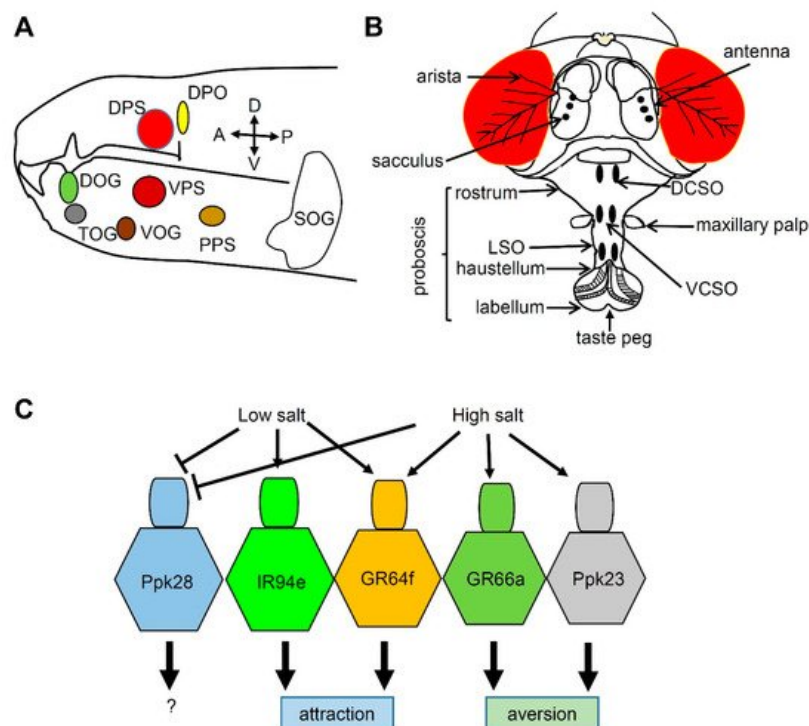 A
DPS
DPO
D
A
P
V
DOG
VPS
TOG
VOG
PPS
SOG
B
arista
antenna
sacculus
rostrum
DCSO
proboscis
maxillary palp
LSO
haustellum
VCSO
labellum
taste peg
C
Low salt
High salt
Ppk28
IR94e
GR64f
GR66a
Ppk23
?
attraction
aversion